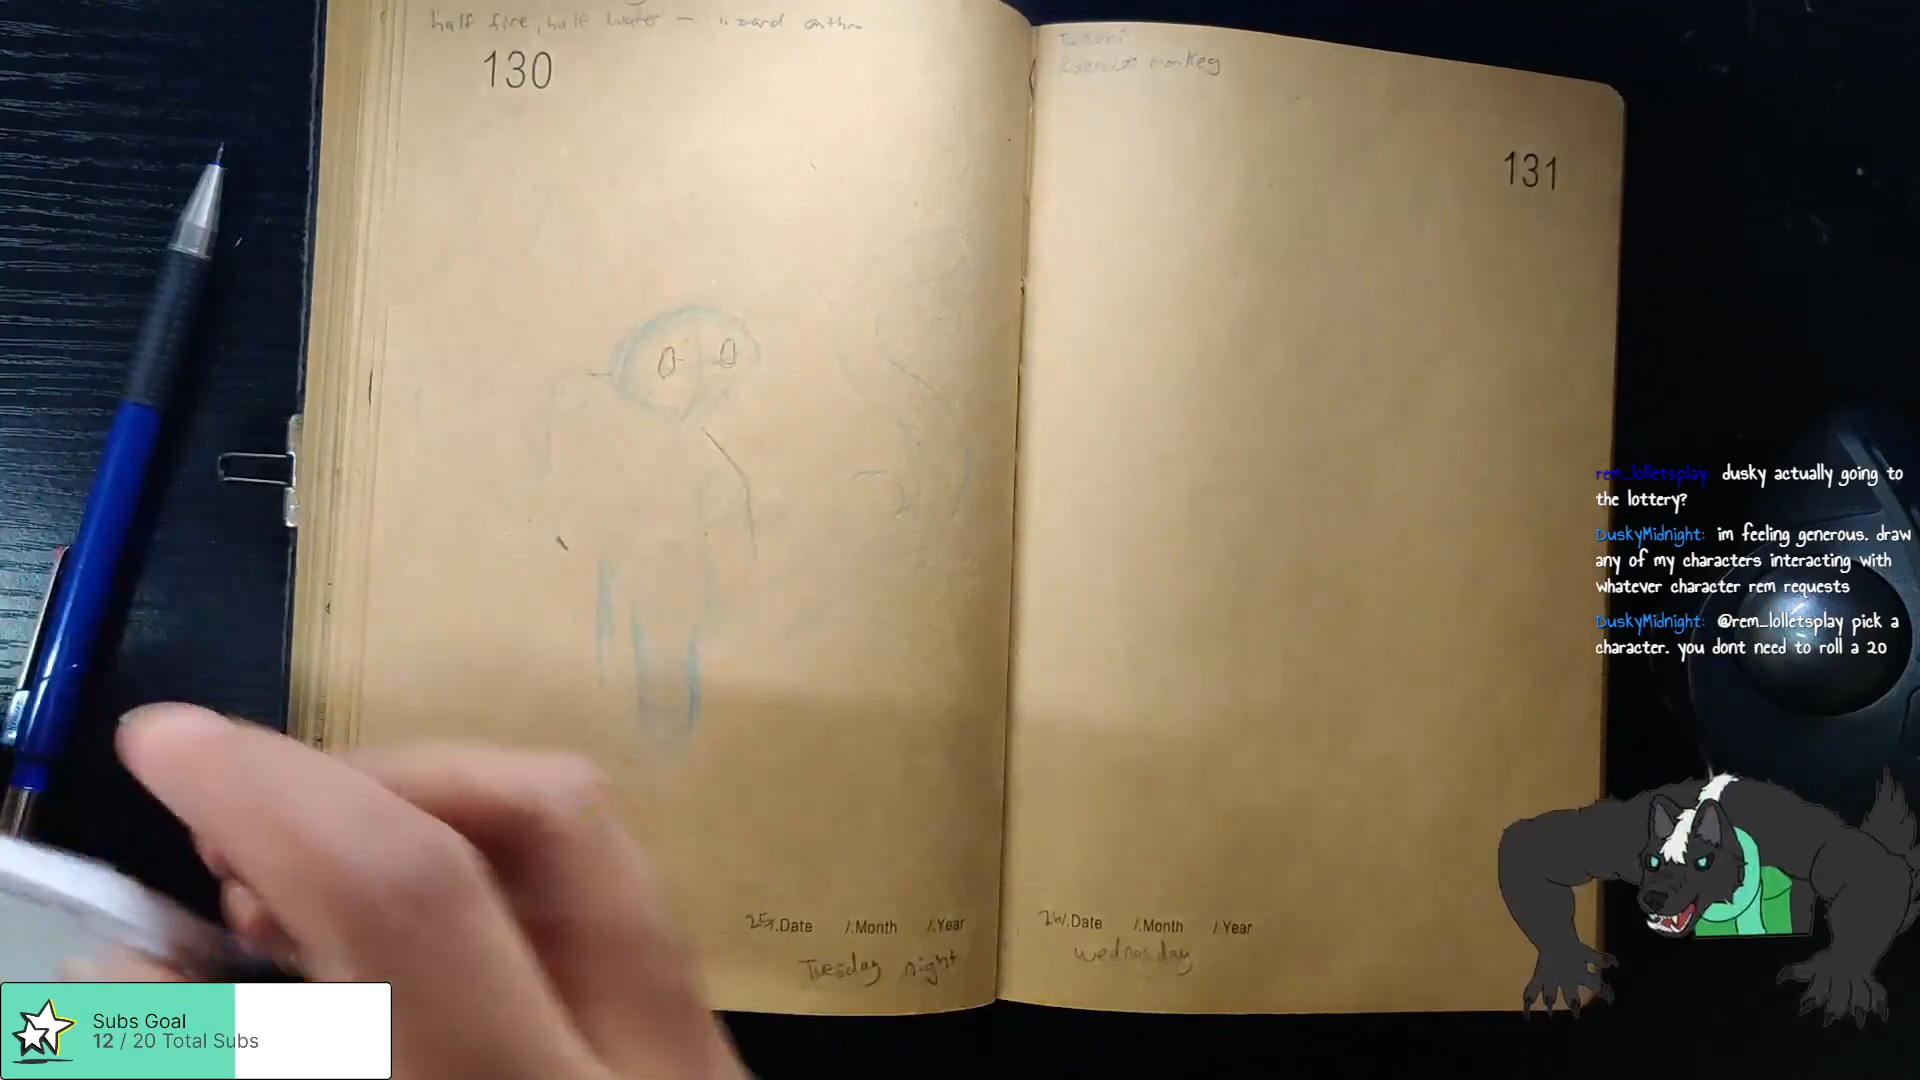 half fire, half water - lizard anthro
130
monkey
131
rem_lolletsplay: dusky actually going to
the lottery?
DuskyMidnight: im feeling generous. draw
any of my characters interacting with
whatever character rem requests
DuskyMidnight: @rem_lolletsplay pick a
character. you dont need to roll a 20
25/.Date /.Month /.Year
Tuesday night
26/.Date /.Month /.Year
wednasday
Subs Goal
12 / 20 Total Subs